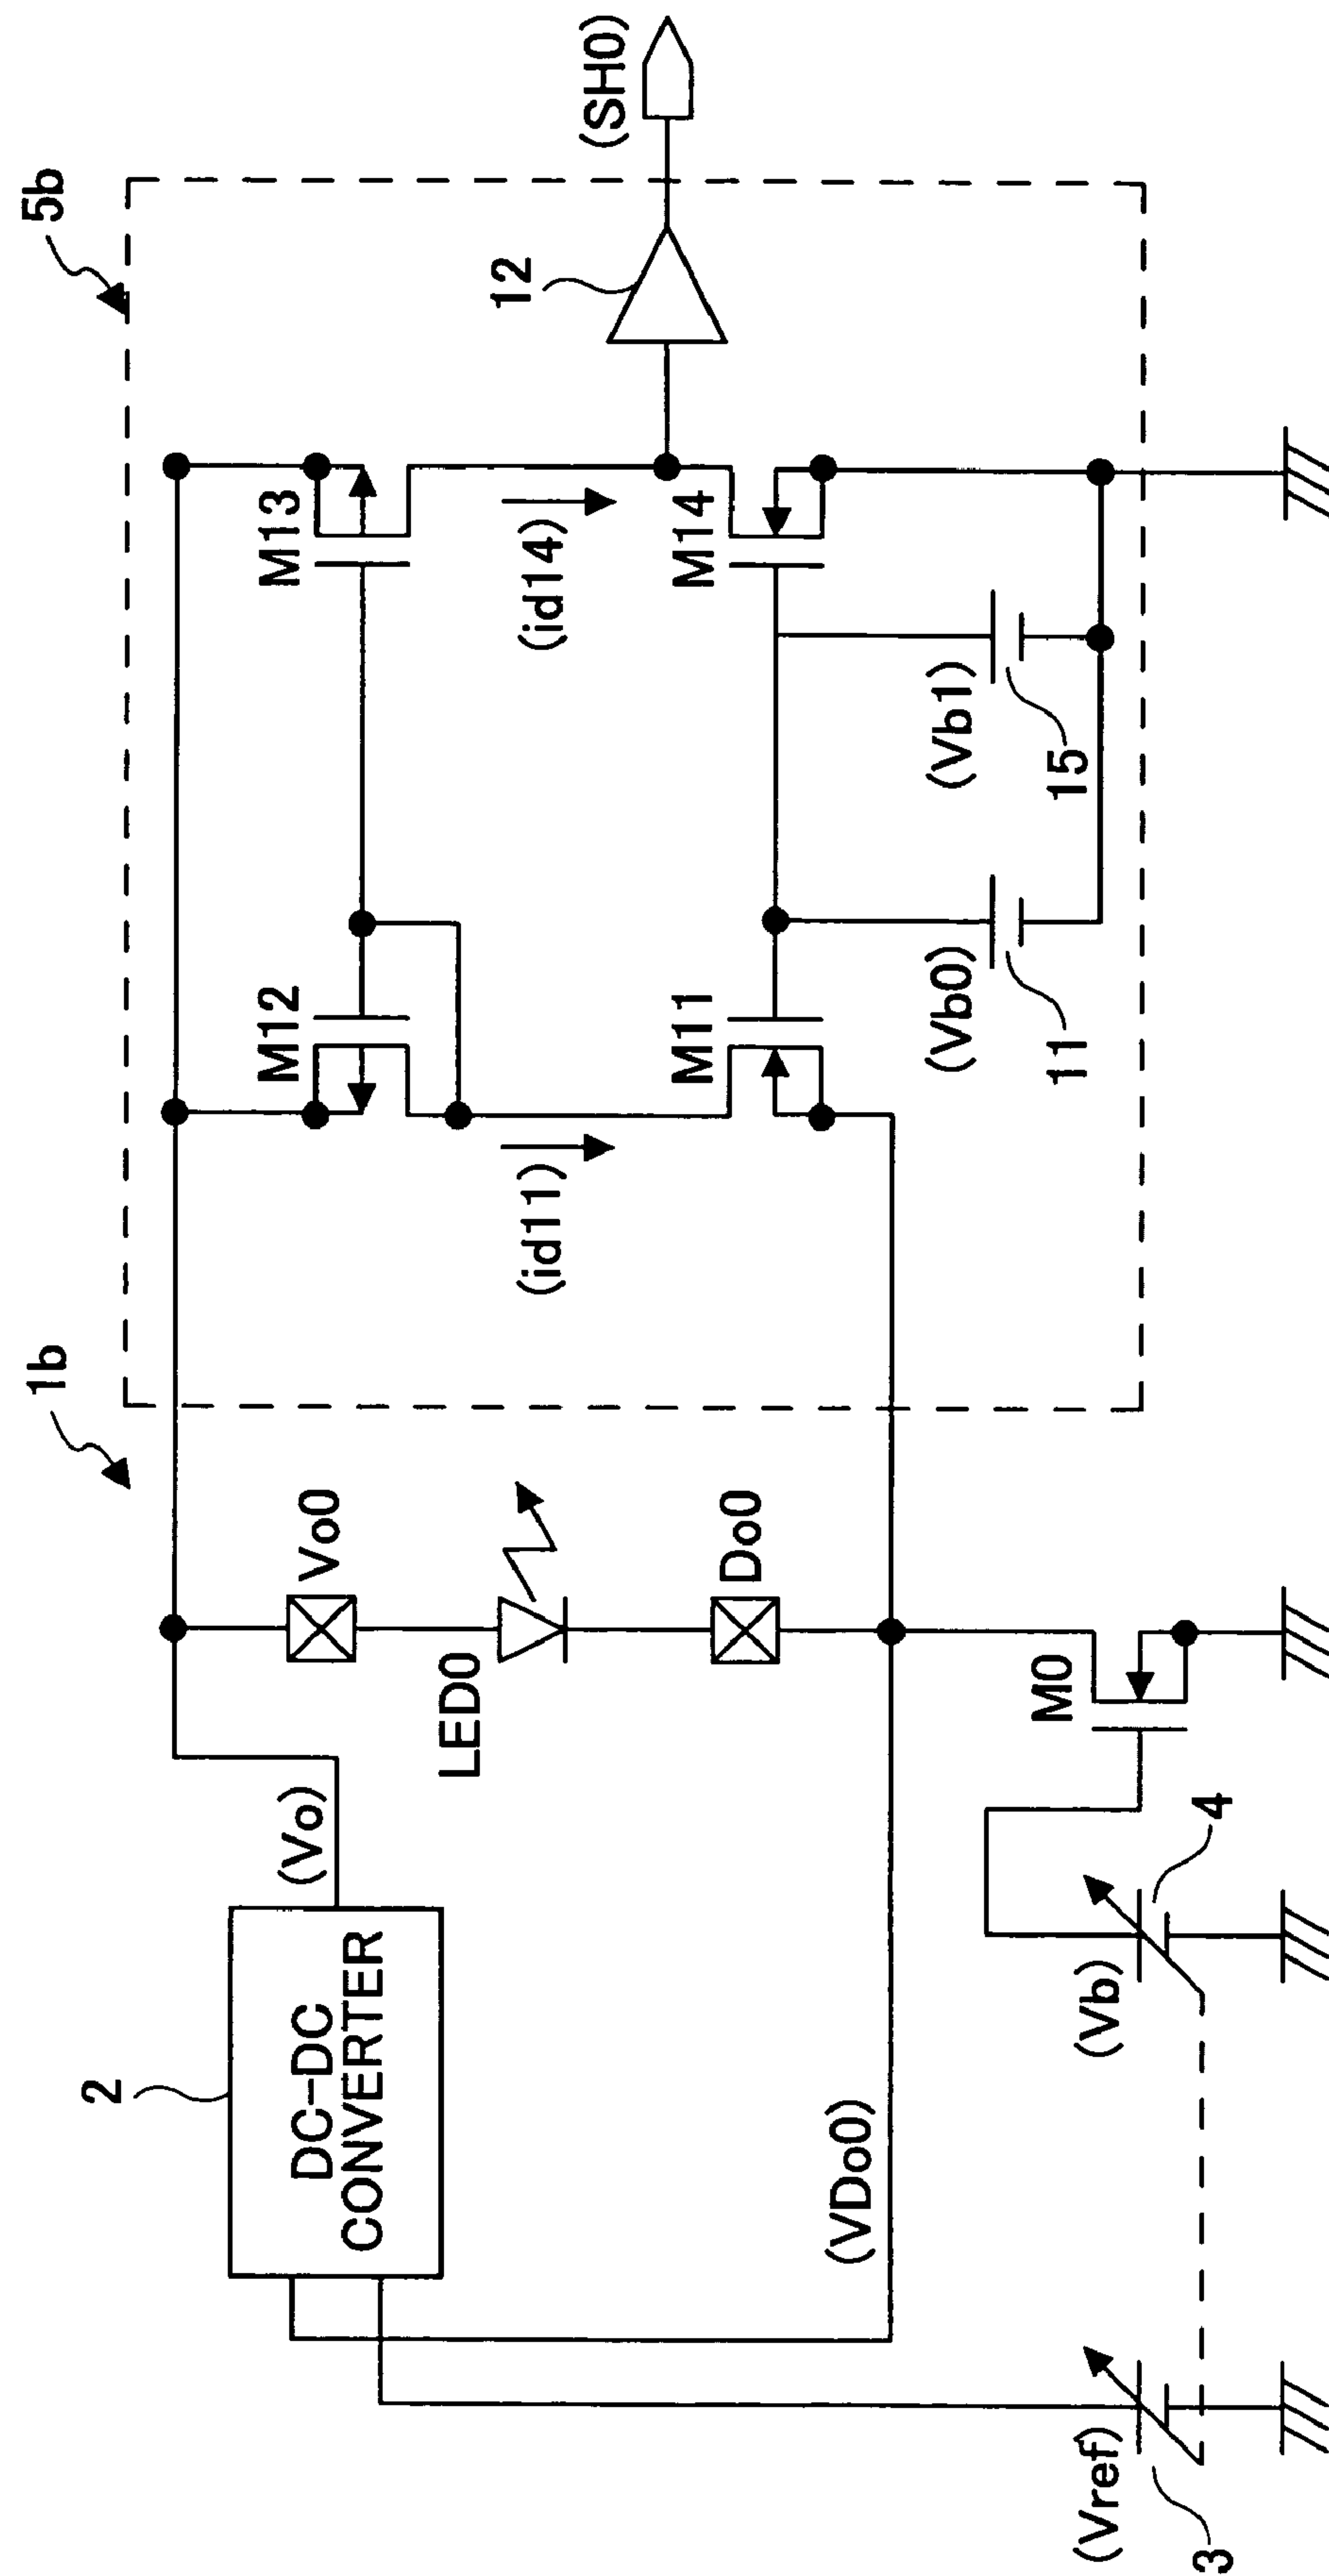 1b
5b
2
DC-DC
CONVERTER
(Vo)
Vo0
LED0
Do0
(VDo0)
M12
M13
(id11)
(id14)
12
(SH0)
M11
M14
M0
(Vref)
3
(Vb)
4
(Vb0)
11
(Vb1)
15